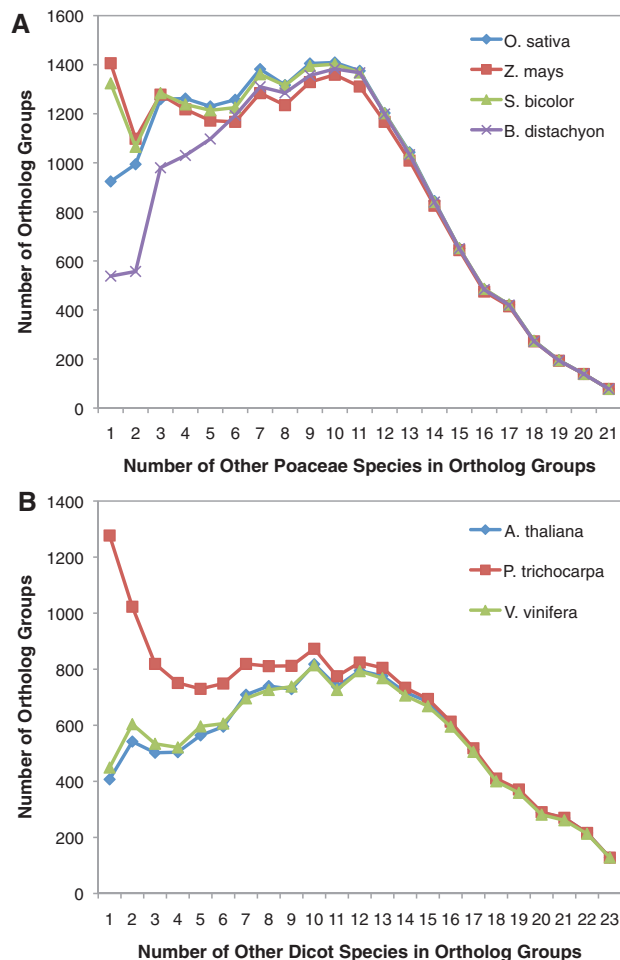 A
Number of Ortholog Groups
1600
1400
1200
1000
800
600
400
200
0
O. sativa
Z. mays
S. bicolor
B. distachyon
1 2 3 4 5 6 7 8 9 10 11 12 13 14 15 16 17 18 19 20 21
Number of Other Poaceae Species in Ortholog Groups
B
Number of Ortholog Groups
1400
1200
1000
800
600
400
200
0
A. thaliana
P. trichocarpa
V. vinifera
1 2 3 4 5 6 7 8 9 10 11 12 13 14 15 16 17 18 19 20 21 22 23
Number of Other Dicot Species in Ortholog Groups